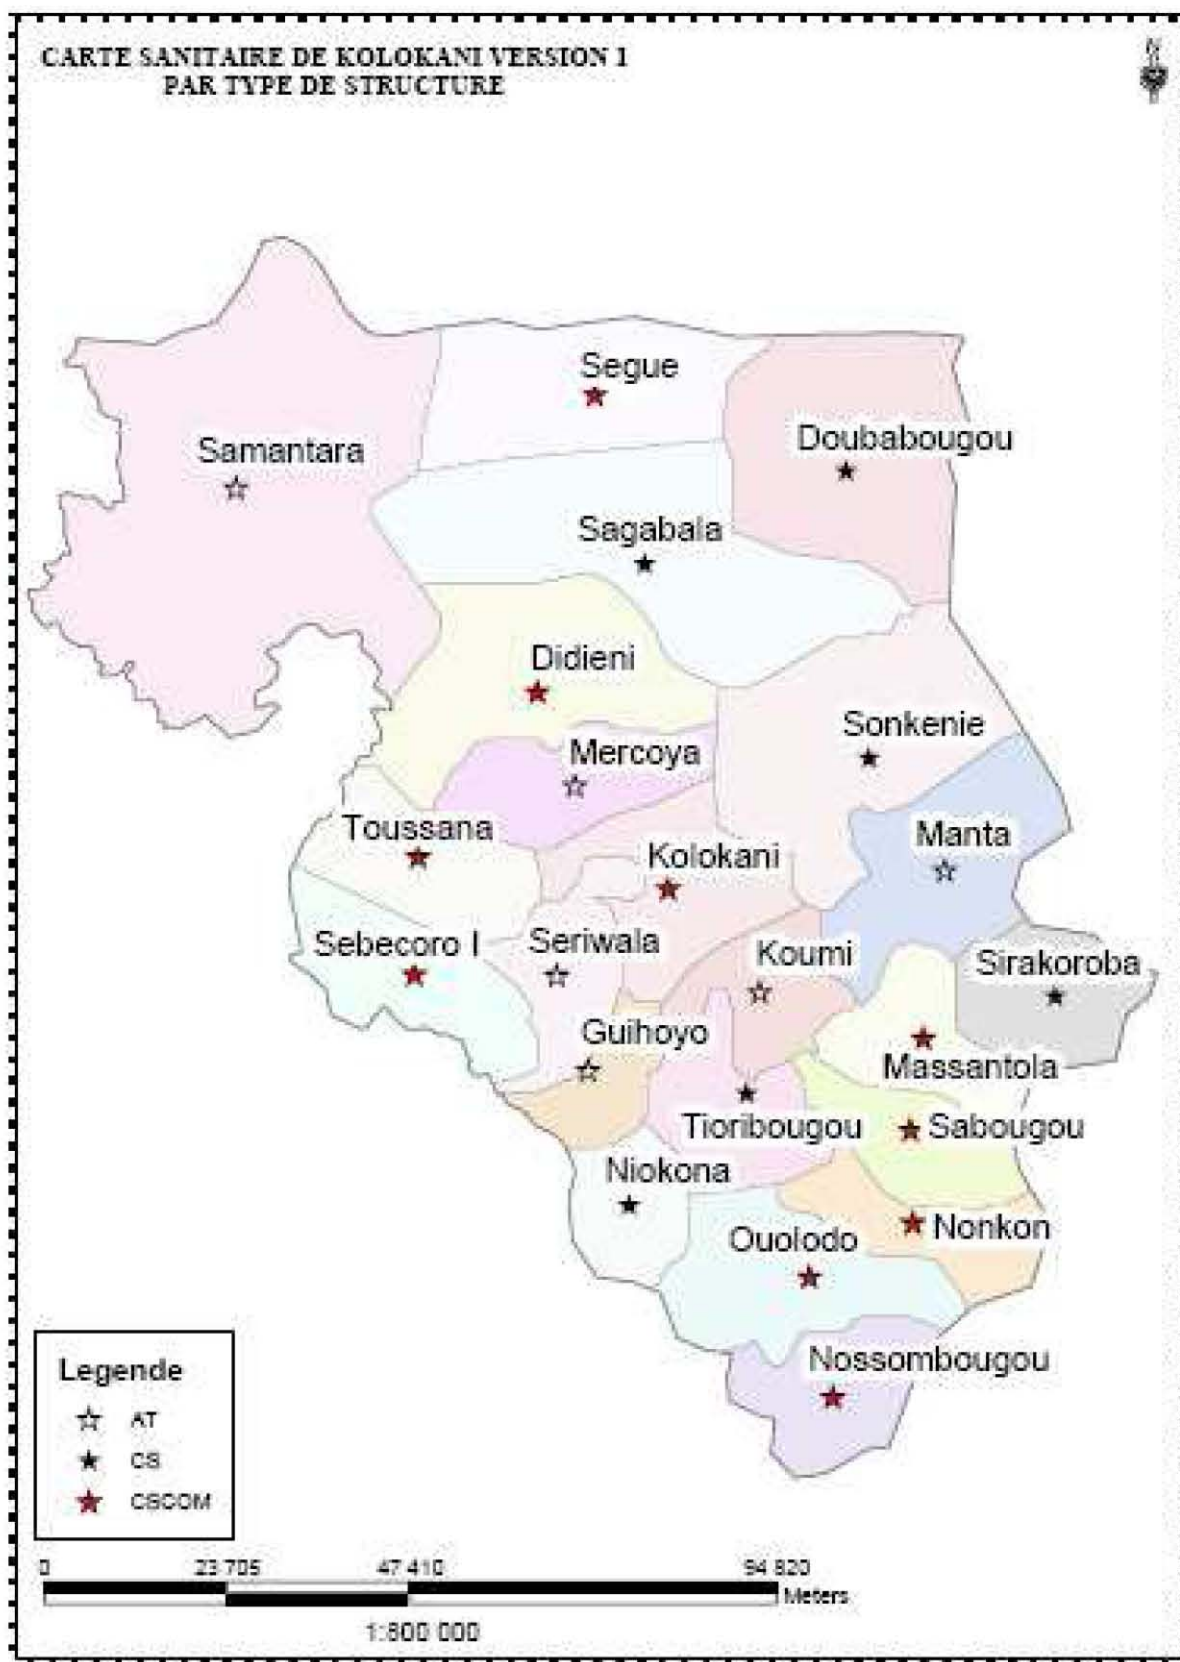 CARTE SANITAIRE DE KOLOKANI VERSION 1
PAR TYPE DE STRUCTURE
N
Segue
Doubabougou
Samantara
Sagabala
Didieni
Sonkenie
Mercoya
Toussana
Manta
Kolokani
Sebecoro I
Seriwala
Koumi
Sirakoroba
Guihoyo
Massantola
Tioribougou
Sabougou
Niokona
Nonkon
Ouolodo
Nossombougou
Legende
AT
CS
CSCOM
0 23 705 47 410 94 820
Meters
1:800 000